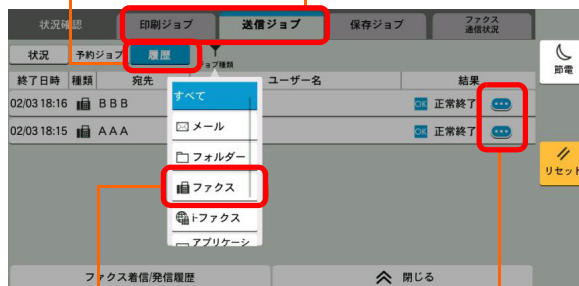 状況確認 印刷ジョブ 送信ジョブ 保存ジョブ ファクス
通信状況
状況 予約ジョブ 履歴
ジョブ種類
節電
終了日時 種類 宛先 ユーザー名 結果
02/03 18:16 BBB OK 正常終了
02/03 18:15 AAA OK 正常終了
すべて
メール
フォルダー
ファクス
i-ファクス
アプリケーシ
リセット
ファクス着信/発信履歴 閉じる